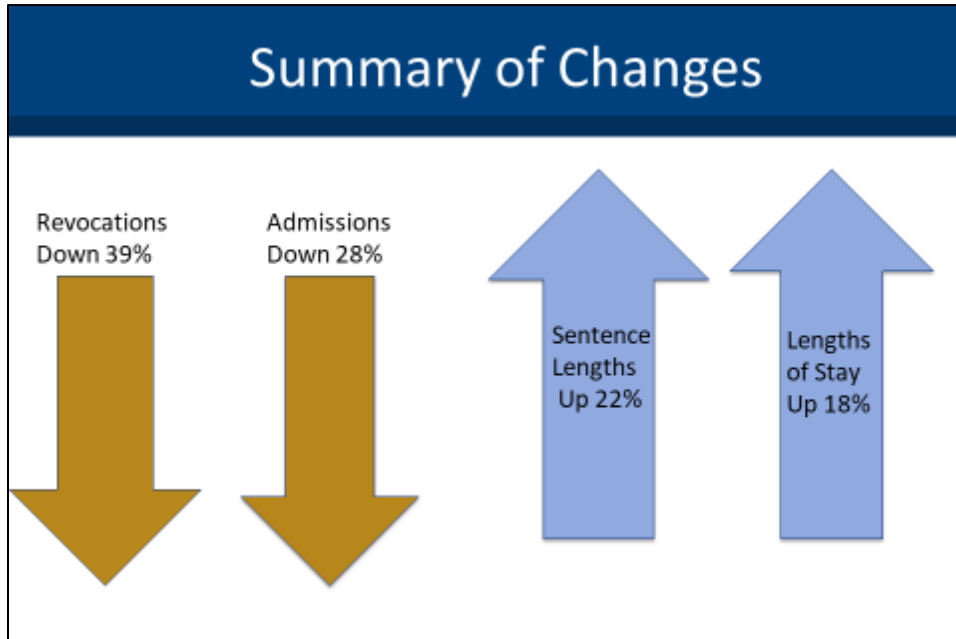 Summary of Changes
Revocations
Down 39%
Admissions
Down 28%
Sentence
Lengths
Up 22%
Lengths
of Stay
Up 18%